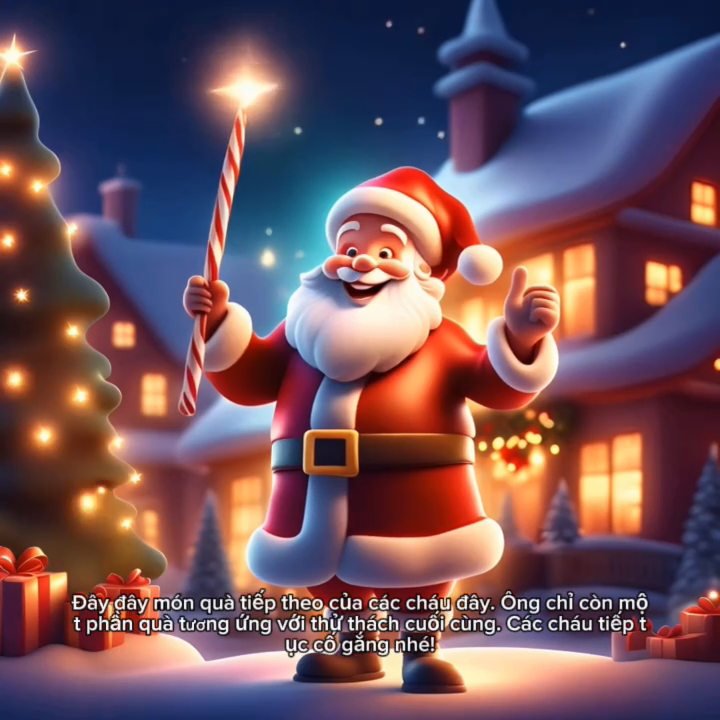 Đây đây món quà tiếp theo của các cháu đây. Ông chỉ còn mộ
t phần quà tương ứng với thử thách cuối cùng. Các cháu tiếp t
ục cố gắng nhé!